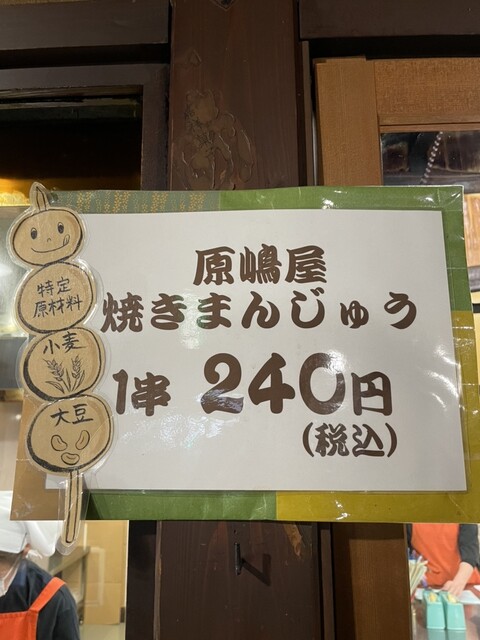 原嶋屋
焼きまんじゅう
1串 240円
(税込)
特定
原材料
小麦
大豆